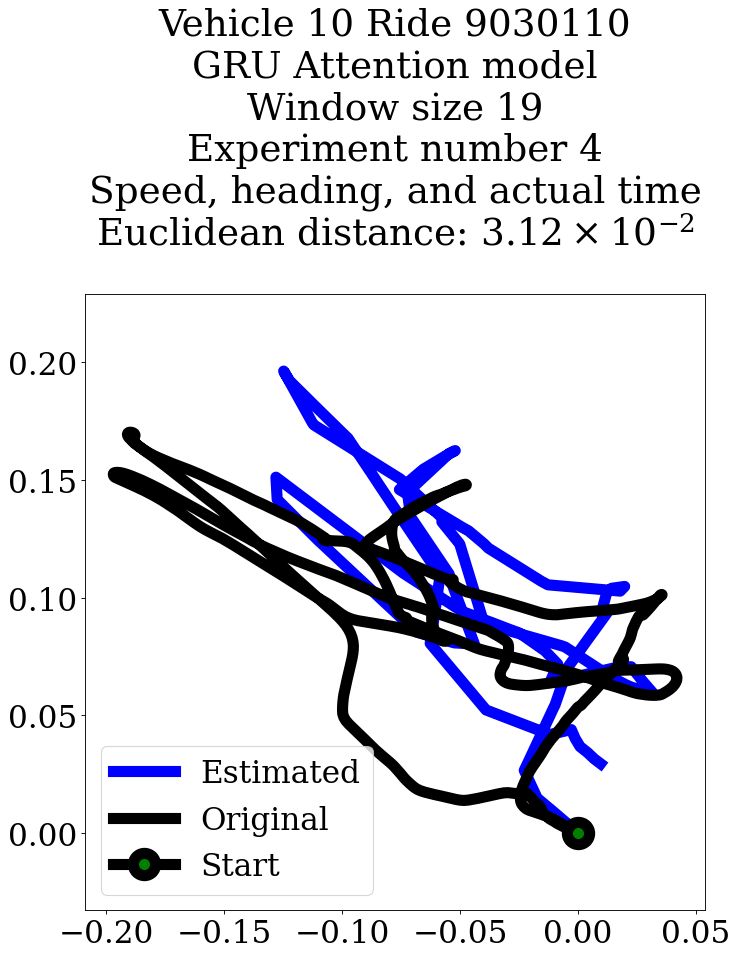 Vehicle 10 Ride 9030110
GRU Attention model
Window size 19
Experiment number 4
Speed, heading, and actual time
Euclidean distance: 3.12 × 10⁻²
0.20
0.15
0.10
0.05
0.00
Estimated
Original
Start
−0.20 −0.15 −0.10 −0.05 0.00 0.05